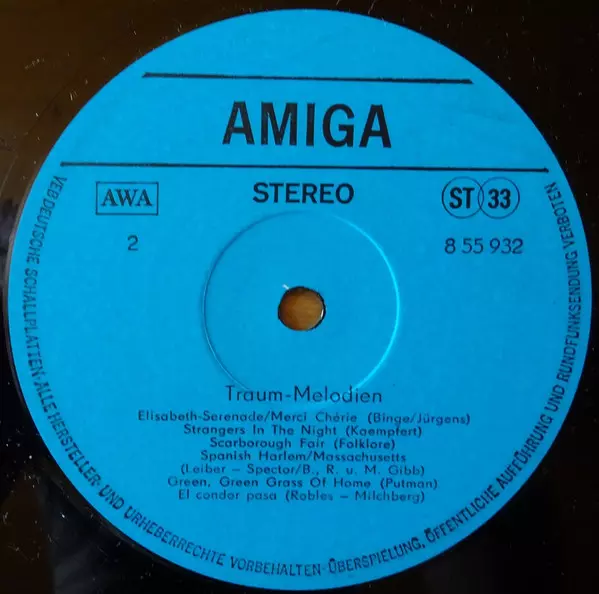 AMIGA
AWA
STEREO
ST 33
2
8 55 932
Traum-Melodien
Elisabeth-Serenade/Merci Chérie (Binge/Jürgens)
Strangers In The Night (Kaempfert)
Scarborough Fair (Folklore)
Spanish Harlem/Massachusetts
(Leiber – Spector/B., R. u. M. Gibb)
Green, Green Grass Of Home (Putman)
El condor pasa (Robles – Milchberg)
VEB DEUTSCHE SCHALLPLATTEN·ALLE HERSTELLER- UND URHEBERRECHTE VORBEHALTEN·ÜBERSPIELUNG, ÖFFENTLICHE AUFFÜHRUNG UND RUNDFUNKSENDUNG VERBOTEN